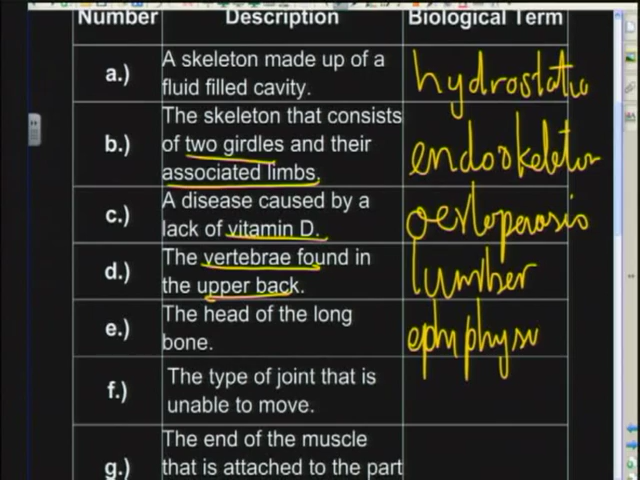 Number Description Biological Term
a.) A skeleton made up of a hydrostatic
fluid filled cavity.
The skeleton that consists
b.) of two girdles and their endoskeleton
associated limbs.
A disease caused by a
c.) lack of vitamin D. oestoperosis
The vertebrae found in
d.) the upper back. lumber
The head of the long
e.) bone. ephphysis
The type of joint that is
f.) unable to move.
The end of the muscle
g.) that is attached to the part